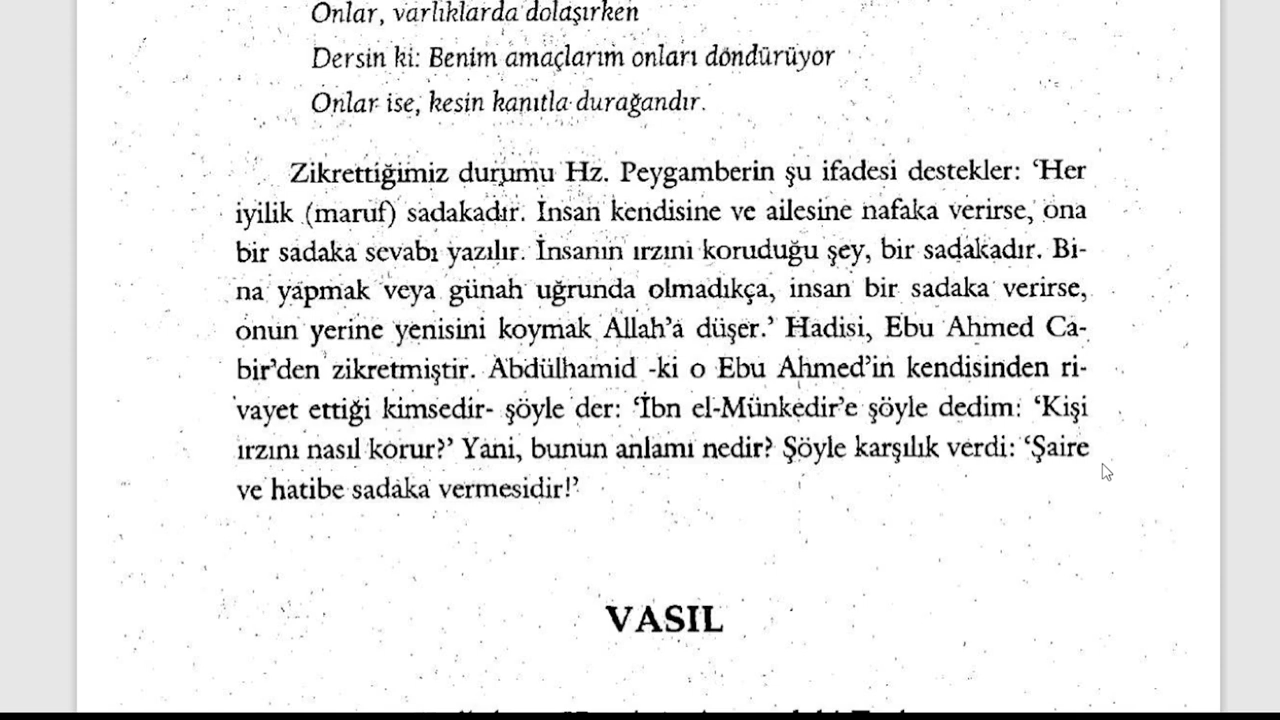 Onlar, varlıklarda dolaşırken
Dersin ki: Benim amaçlarım onları döndürüyor
Onlar ise, kesin kanıtla durağandır.
Zikrettiğimiz durumu Hz. Peygamberin şu ifadesi destekler: ‘Her
iyilik (maruf) sadakadır. İnsan kendisine ve ailesine nafaka verirse, ona
bir sadaka sevabı yazılır. İnsanın ırzını koruduğu şey, bir sadakadır. Bi-
na yapmak veya günah uğrunda olmadıkça, insan bir sadaka verirse,
onun yerine yenisini koymak Allah’a düşer.’ Hadisi, Ebu Ahmed Ca-
bir’den zikretmiştir. Abdülhamid -ki o Ebu Ahmed’in kendisinden ri-
vayet ettiği kimsedir- şöyle der: ‘İbn el-Münkedir’e şöyle dedim: ‘Kişi
ırzını nasıl korur?’ Yani, bunun anlamı nedir? Şöyle karşılık verdi: ‘Şaire
ve hatibe sadaka vermesidir!’
VASIL